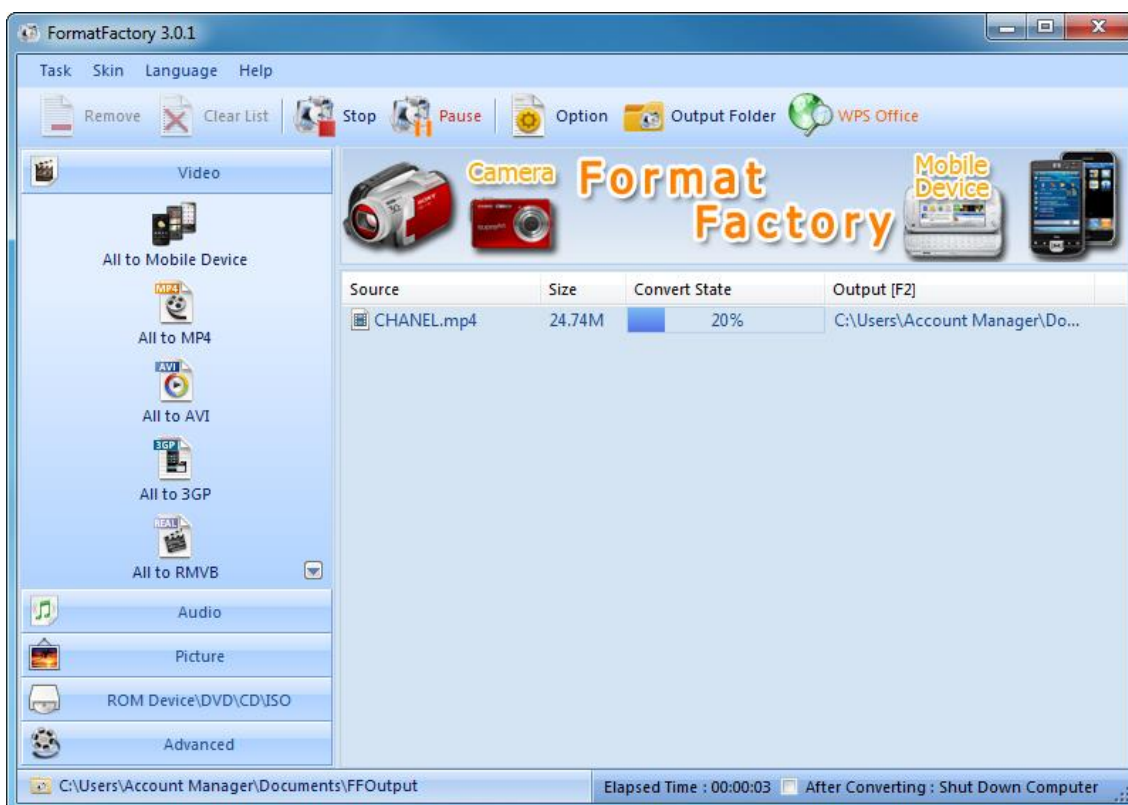 FormatFactory 3.0.1
Task Skin Language Help
Remove Clear List Stop Pause Option Output Folder WPS Office
Video
All to Mobile Device
MP4
All to MP4
AVI
All to AVI
3GP
All to 3GP
REAL
All to RMVB
Audio
Picture
ROM Device\DVD\CD\ISO
Advanced
Camera
Format
Factory
Mobile
Device
Source Size Convert State Output [F2]
CHANEL.mp4 24.74M 20% C:\Users\Account Manager\Do...
C:\Users\Account Manager\Documents\FFOutput
Elapsed Time : 00:00:03 After Converting : Shut Down Computer